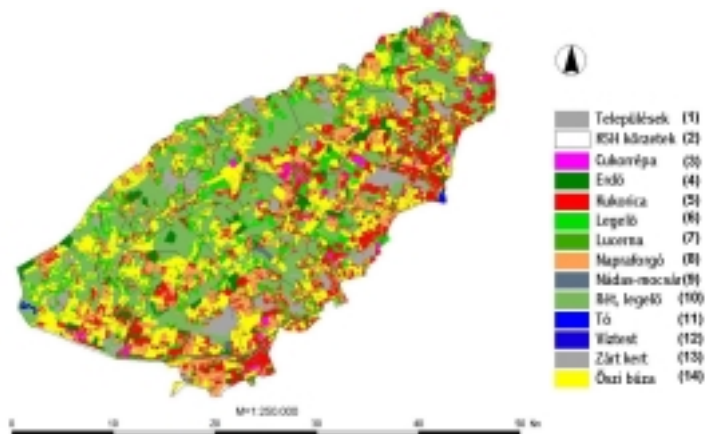 Települések (1)
KSH körzetek (2)
Cukorrépa (3)
Erdő (4)
Kukorica (5)
Legelő (6)
Lucerna (7)
Napraforgó (8)
Nádas-mocsár (9)
Rét, legelő (10)
Tó (11)
Víztest (12)
Zárt kert (13)
Őszi búza (14)
M=1:250.000
0 10 20 30 40 50 Km